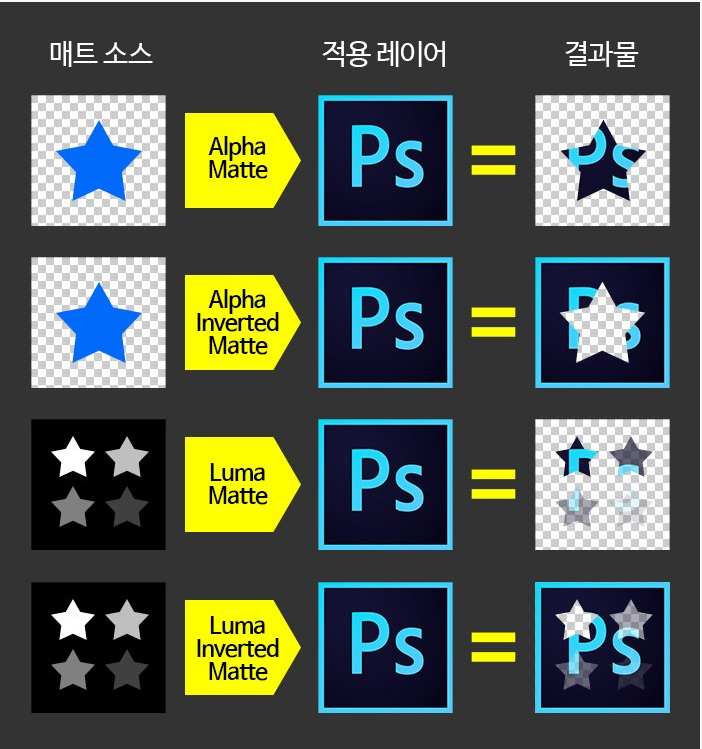 매트 소스
적용 레이어
결과물
Alpha
Matte
Ps
Ps
Alpha
Inverted
Matte
Ps
Ps
Luma
Matte
Ps
Luma
Inverted
Matte
Ps
Ps